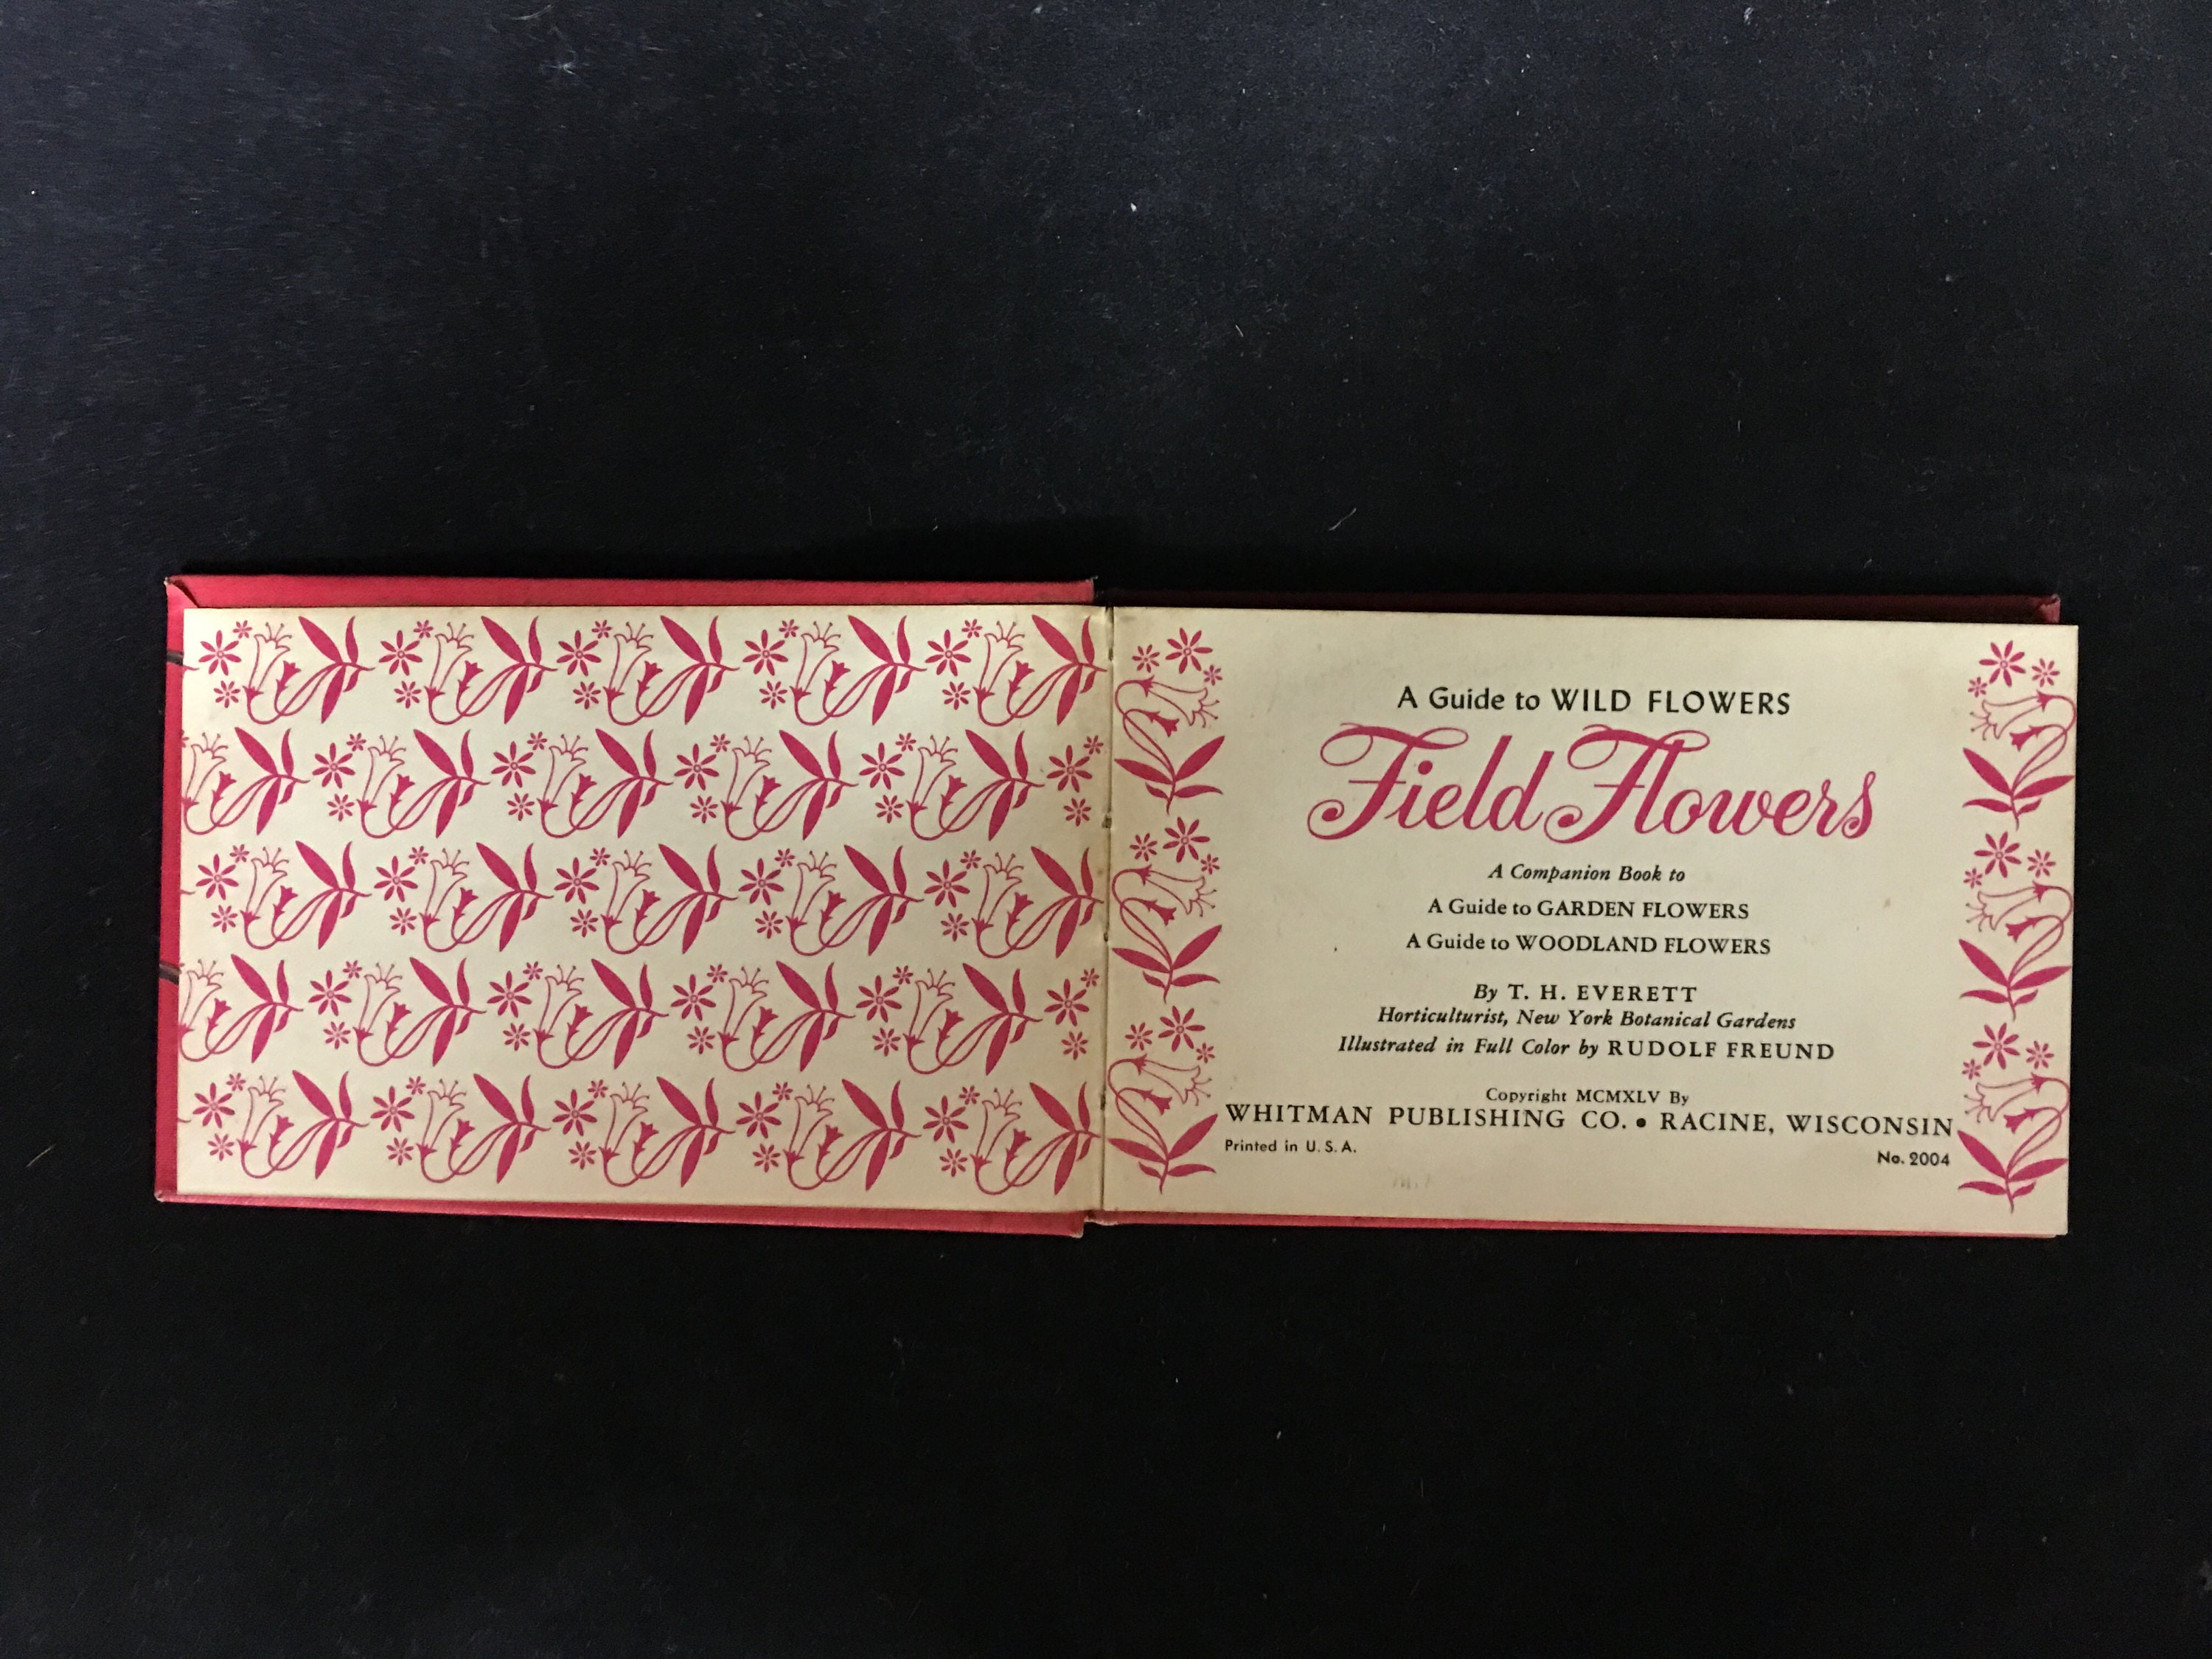 A Guide to WILD FLOWERS
Field Flowers
A Companion Book to
A Guide to GARDEN FLOWERS
A Guide to WOODLAND FLOWERS
By T. H. EVERETT
Horticulturist, New York Botanical Gardens
Illustrated in Full Color by RUDOLF FREUND
Copyright MCMXLV By
WHITMAN PUBLISHING CO. • RACINE, WISCONSIN
Printed in U. S. A.
No. 2004